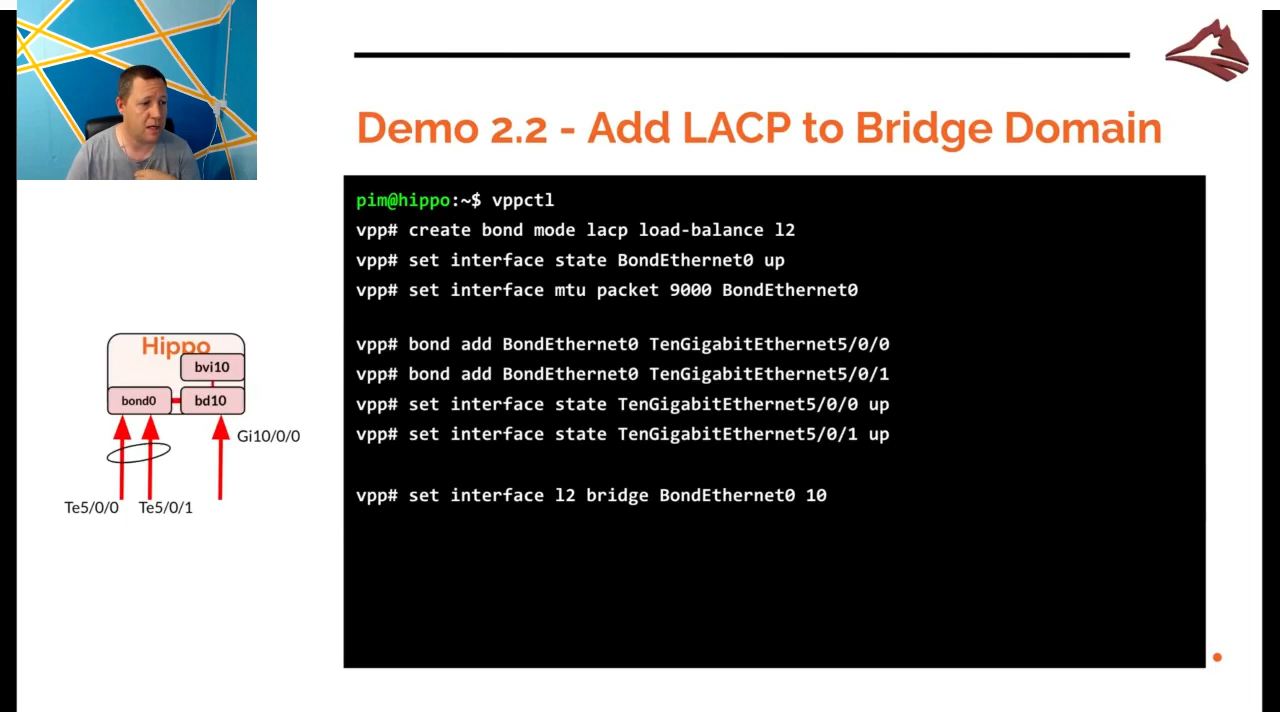 Demo 2.2 - Add LACP to Bridge Domain
pim@hippo:~$ vppctl
vpp# create bond mode lacp load-balance l2
vpp# set interface state BondEthernet0 up
vpp# set interface mtu packet 9000 BondEthernet0
vpp# bond add BondEthernet0 TenGigabitEthernet5/0/0
vpp# bond add BondEthernet0 TenGigabitEthernet5/0/1
vpp# set interface state TenGigabitEthernet5/0/0 up
vpp# set interface state TenGigabitEthernet5/0/1 up
vpp# set interface l2 bridge BondEthernet0 10
Hippo
bvi10
bond0
bd10
Gi10/0/0
Te5/0/0
Te5/0/1